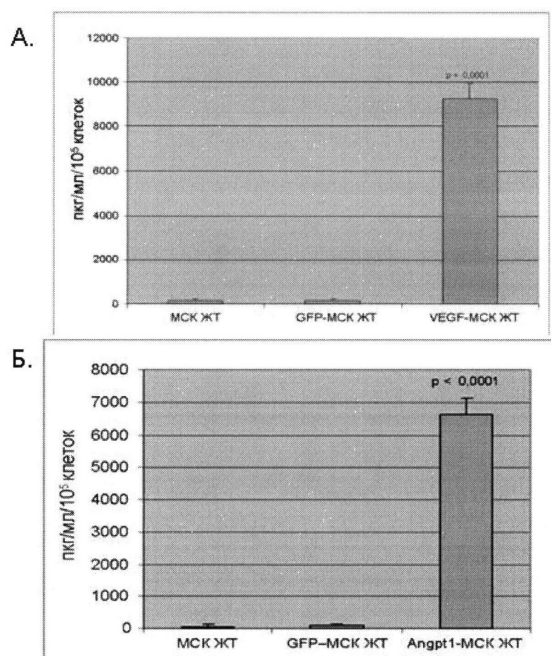 А.
12000
10000
8000
6000
4000
2000
0
пкг/мл/10⁵ клеток
p < 0,0001
МСК ЖТ
GFP-МСК ЖТ
VEGF-МСК ЖТ
Б.
8000
7000
6000
5000
4000
3000
2000
1000
0
пкг/мл/10⁵ клеток
p < 0,0001
МСК ЖТ
GFP–МСК ЖТ
Angpt1-МСК ЖТ